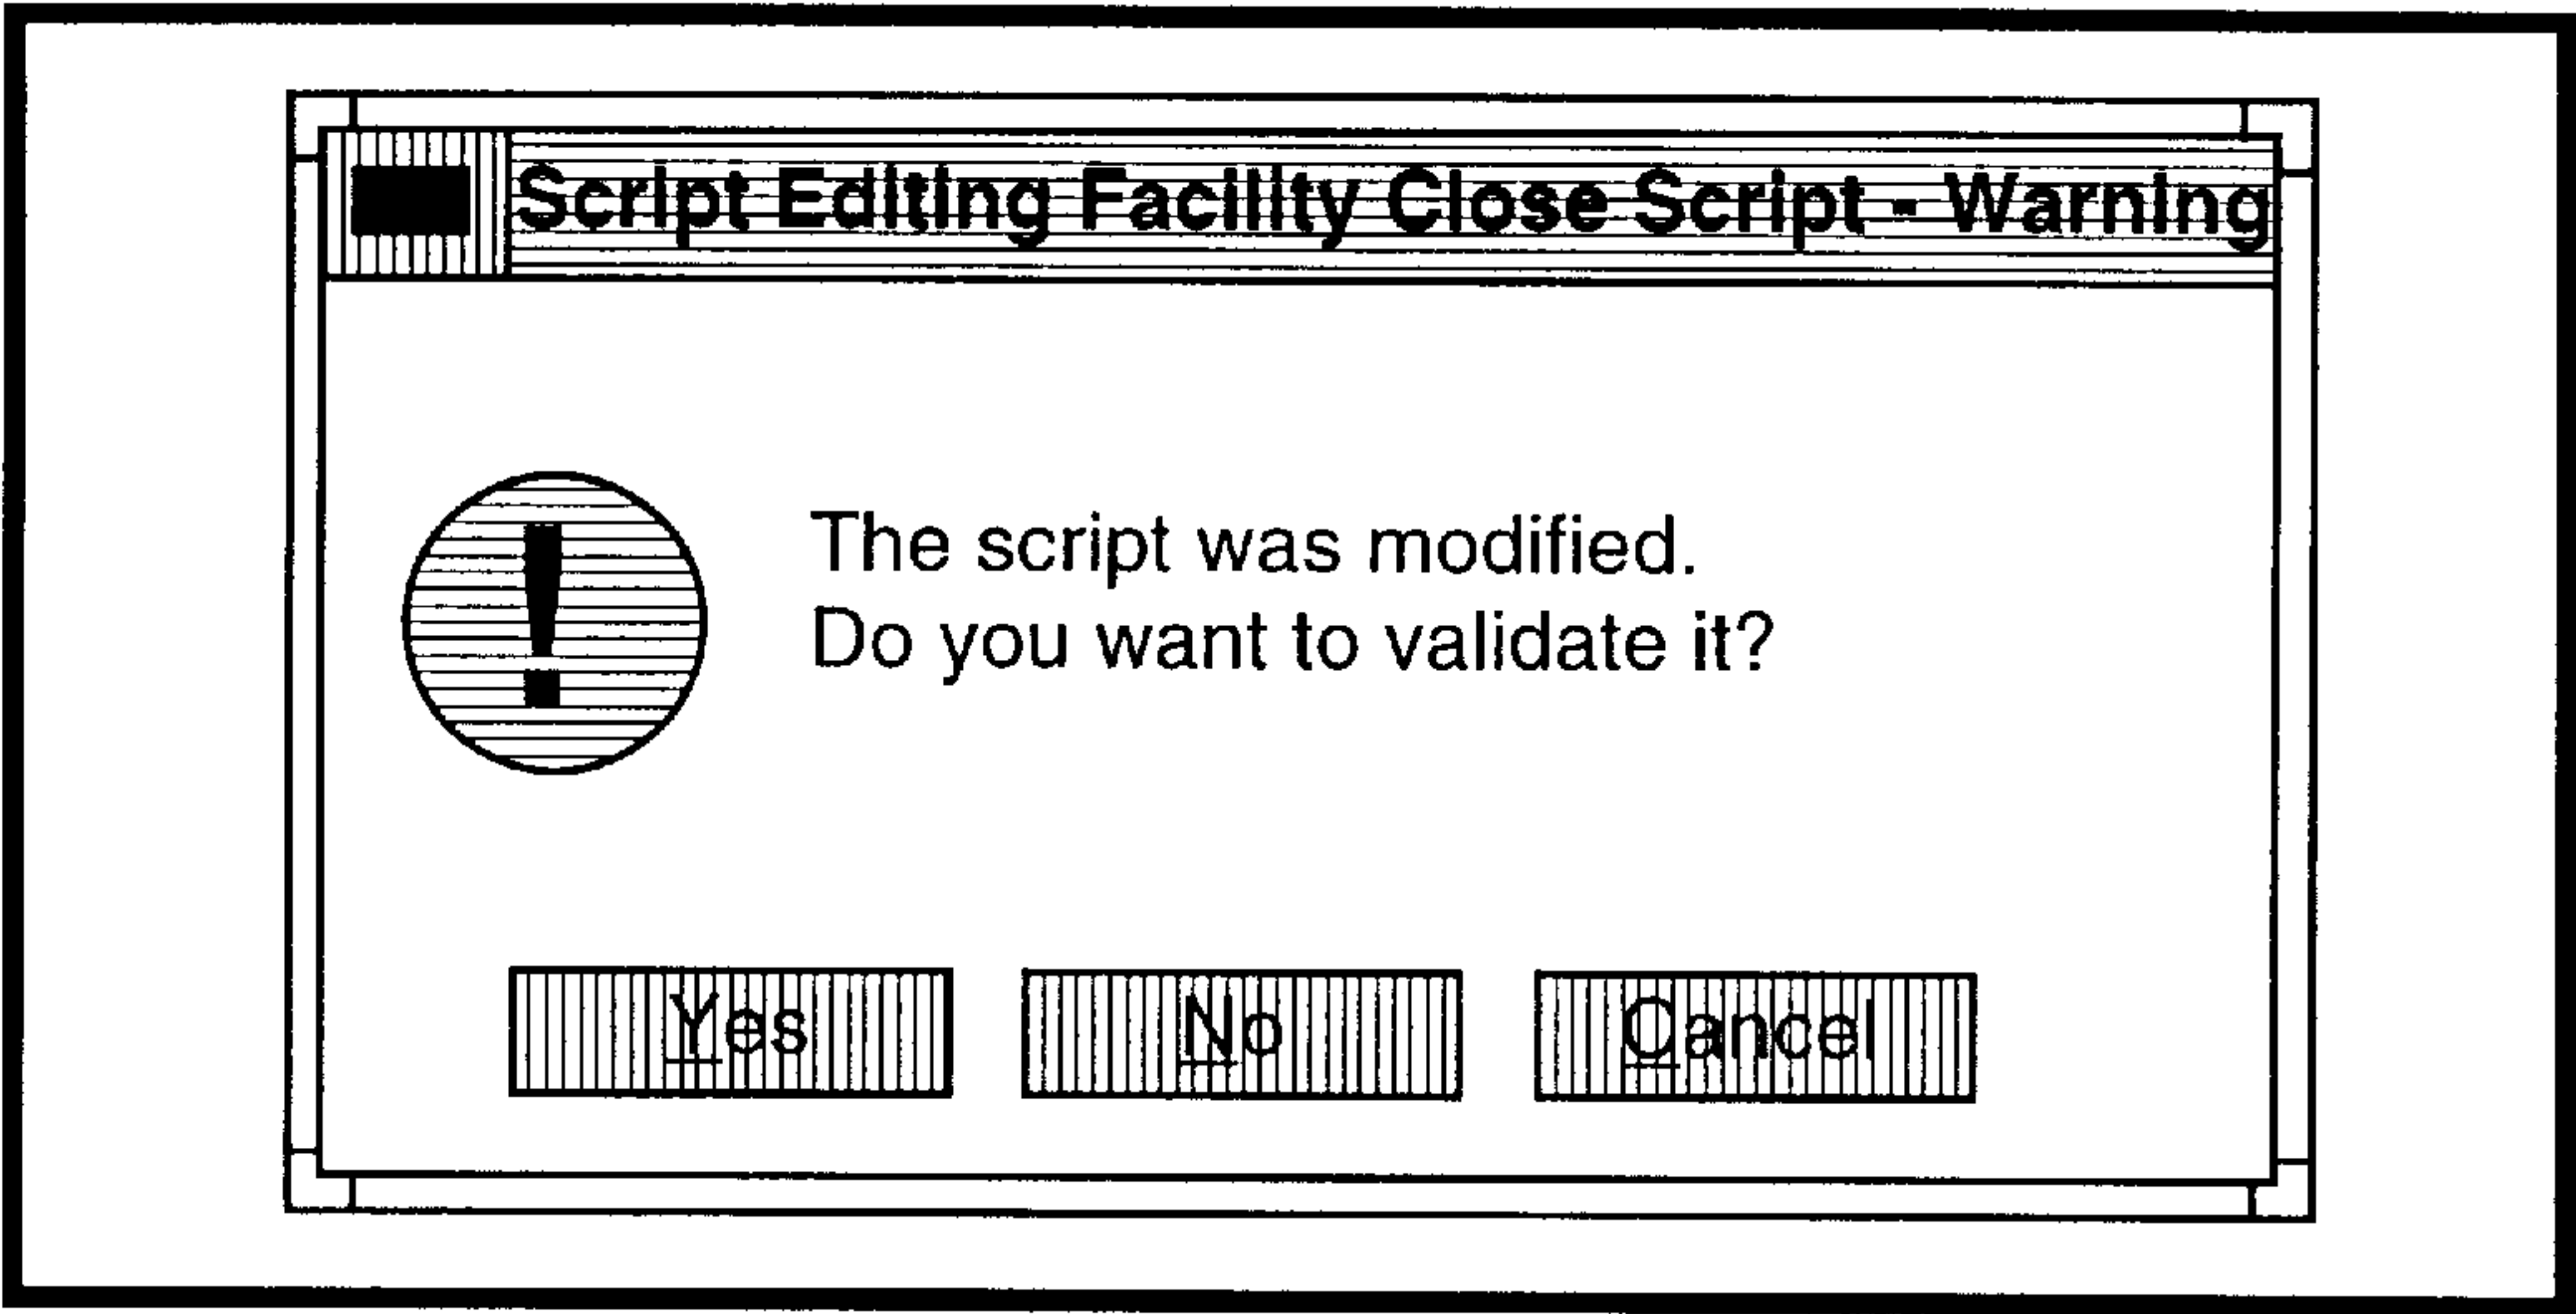 Script Editing Facility Close Script - Warning
!
The script was modified.
Do you want to validate it?
Yes No Cancel